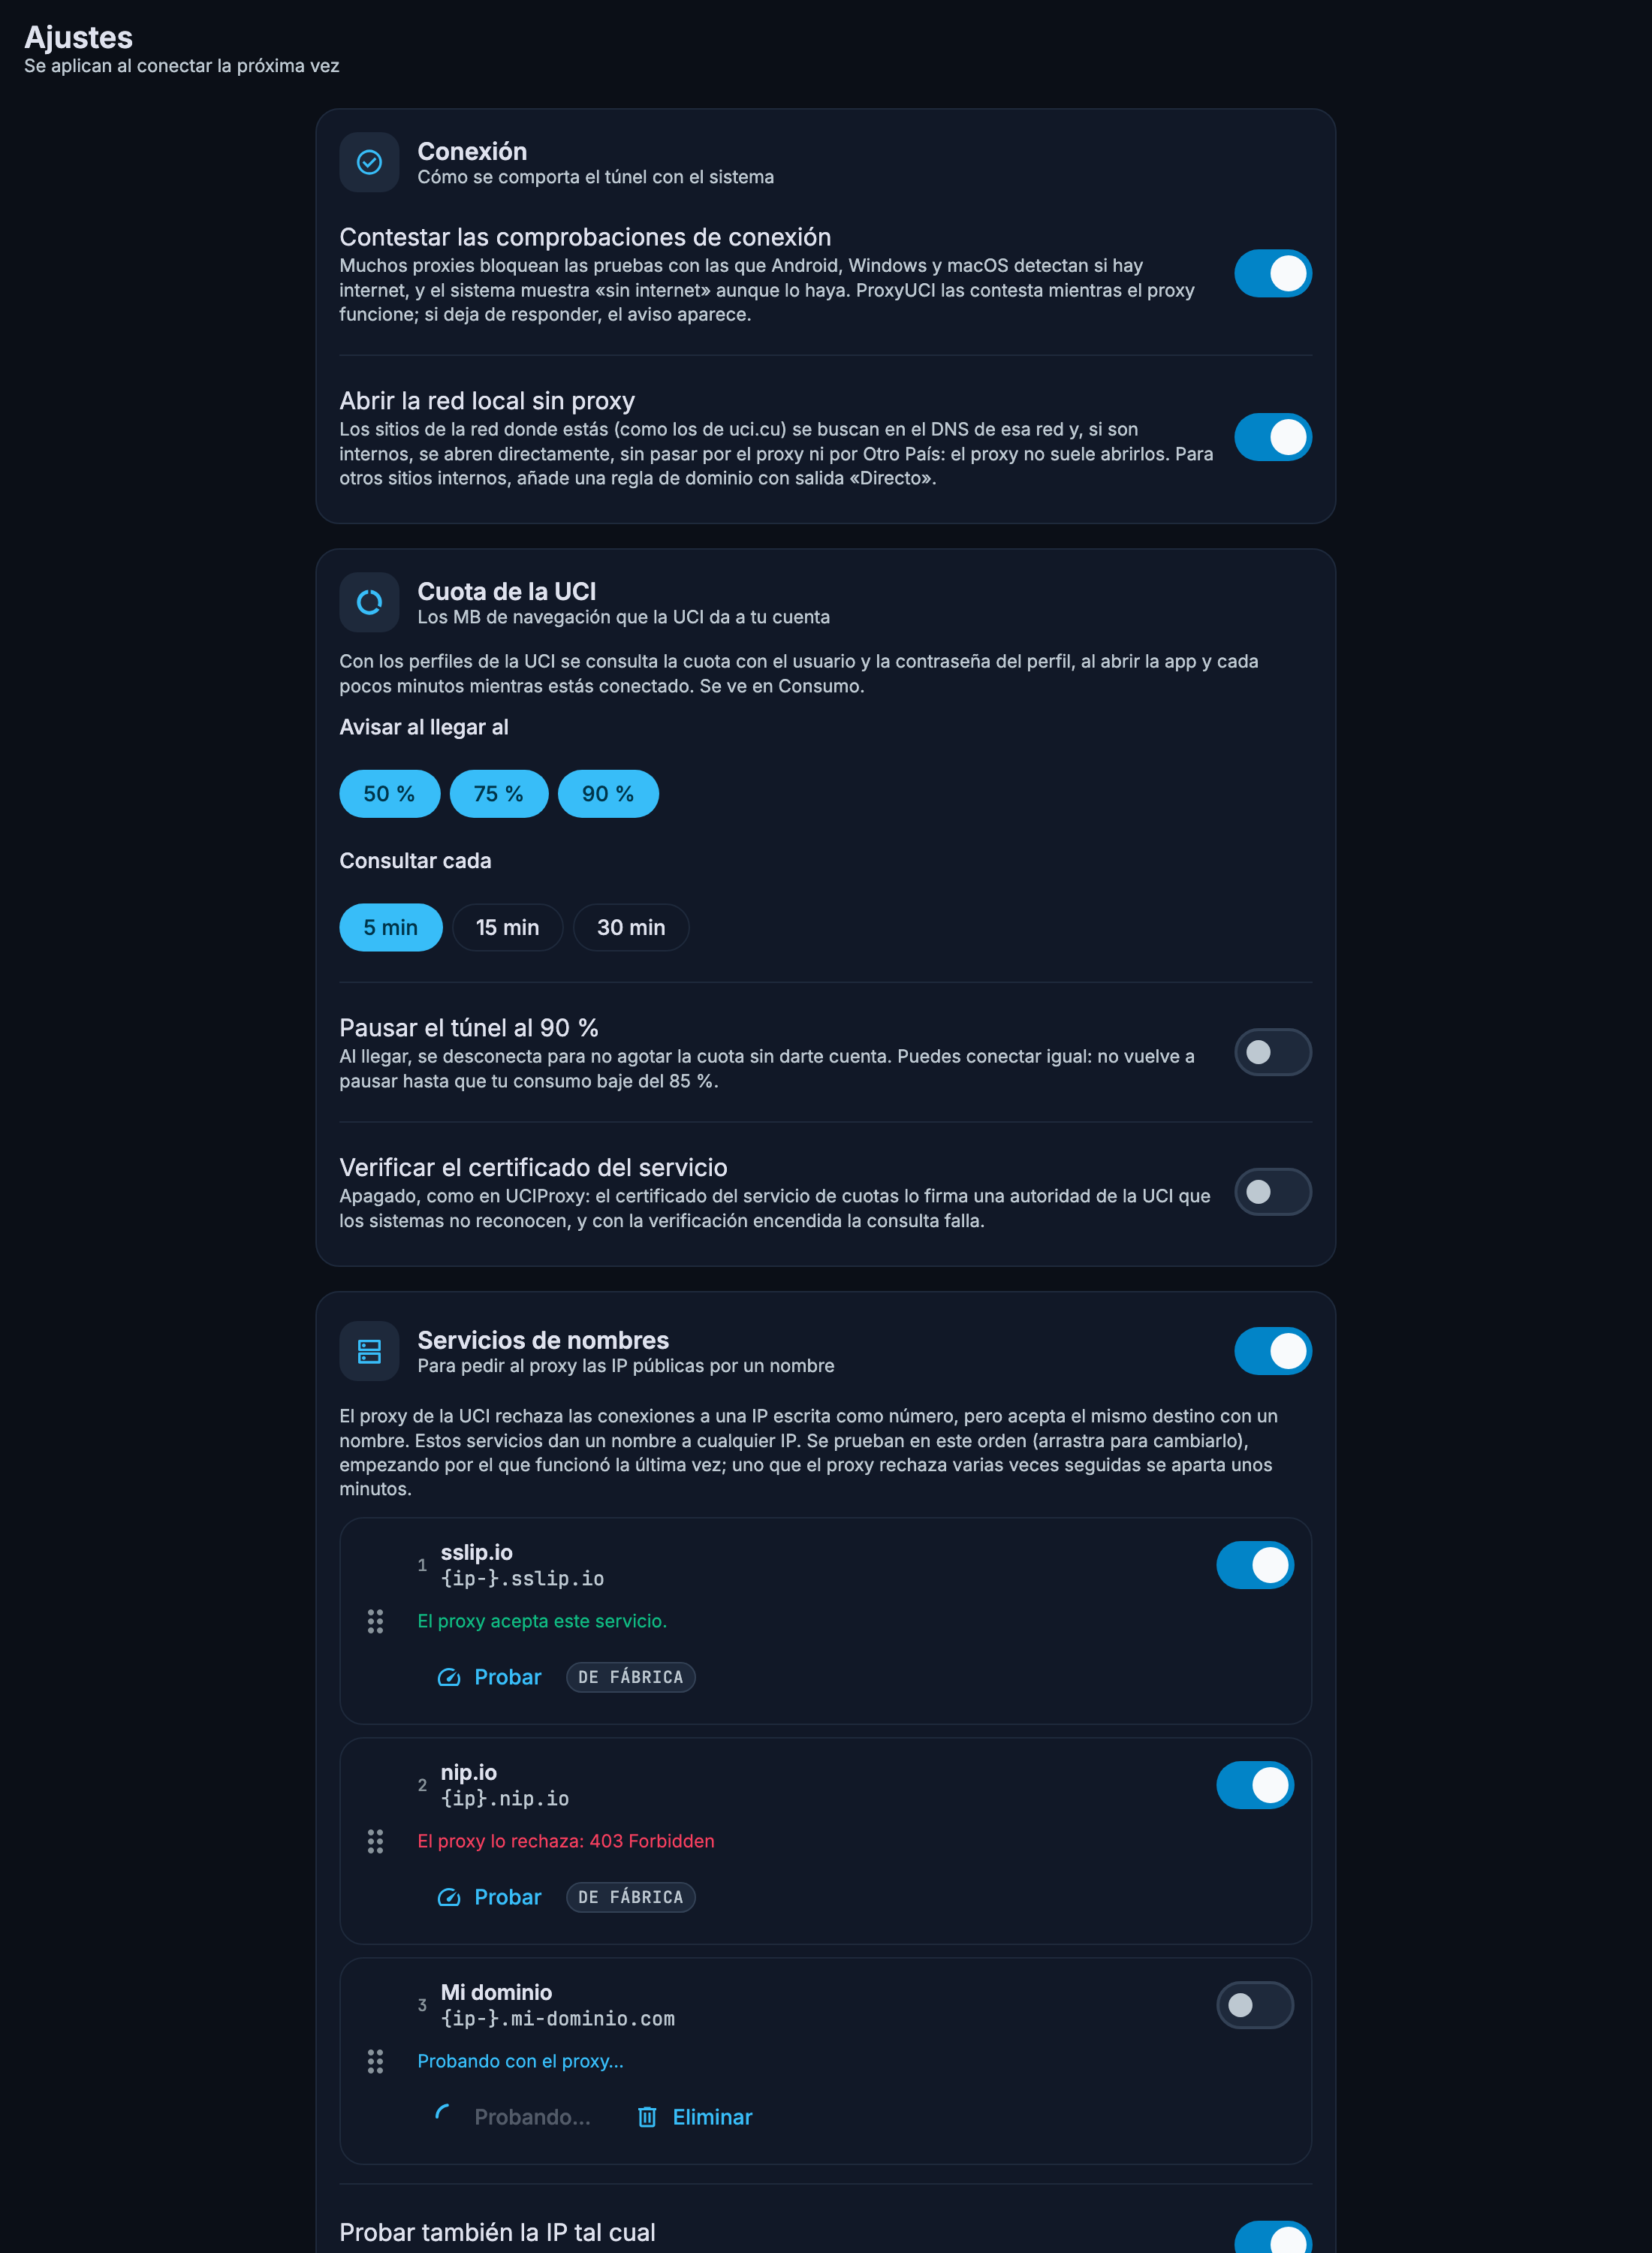 Ajustes
Se aplican al conectar la próxima vez
Conexión
Cómo se comporta el túnel con el sistema
Contestar las comprobaciones de conexión
Muchos proxies bloquean las pruebas con las que Android, Windows y macOS detectan si hay
internet, y el sistema muestra «sin internet» aunque lo haya. ProxyUCI las contesta mientras el proxy
funcione; si deja de responder, el aviso aparece.
Abrir la red local sin proxy
Los sitios de la red donde estás (como los de uci.cu) se buscan en el DNS de esa red y, si son
internos, se abren directamente, sin pasar por el proxy ni por Otro País: el proxy no suele abrirlos. Para
otros sitios internos, añade una regla de dominio con salida «Directo».
Cuota de la UCI
Los MB de navegación que la UCI da a tu cuenta
Con los perfiles de la UCI se consulta la cuota con el usuario y la contraseña del perfil, al abrir la app y cada
pocos minutos mientras estás conectado. Se ve en Consumo.
Avisar al llegar al
50 % 75 % 90 %
Consultar cada
5 min 15 min 30 min
Pausar el túnel al 90 %
Al llegar, se desconecta para no agotar la cuota sin darte cuenta. Puedes conectar igual: no vuelve a
pausar hasta que tu consumo baje del 85 %.
Verificar el certificado del servicio
Apagado, como en UCIProxy: el certificado del servicio de cuotas lo firma una autoridad de la UCI que
los sistemas no reconocen, y con la verificación encendida la consulta falla.
Servicios de nombres
Para pedir al proxy las IP públicas por un nombre
El proxy de la UCI rechaza las conexiones a una IP escrita como número, pero acepta el mismo destino con un
nombre. Estos servicios dan un nombre a cualquier IP. Se prueban en este orden (arrastra para cambiarlo),
empezando por el que funcionó la última vez; uno que el proxy rechaza varias veces seguidas se aparta unos
minutos.
1 sslip.io
{ip-}.sslip.io
El proxy acepta este servicio.
Probar DE FÁBRICA
2 nip.io
{ip}.nip.io
El proxy lo rechaza: 403 Forbidden
Probar DE FÁBRICA
3 Mi dominio
{ip-}.mi-dominio.com
Probando con el proxy...
Probando... Eliminar
Probar también la IP tal cual